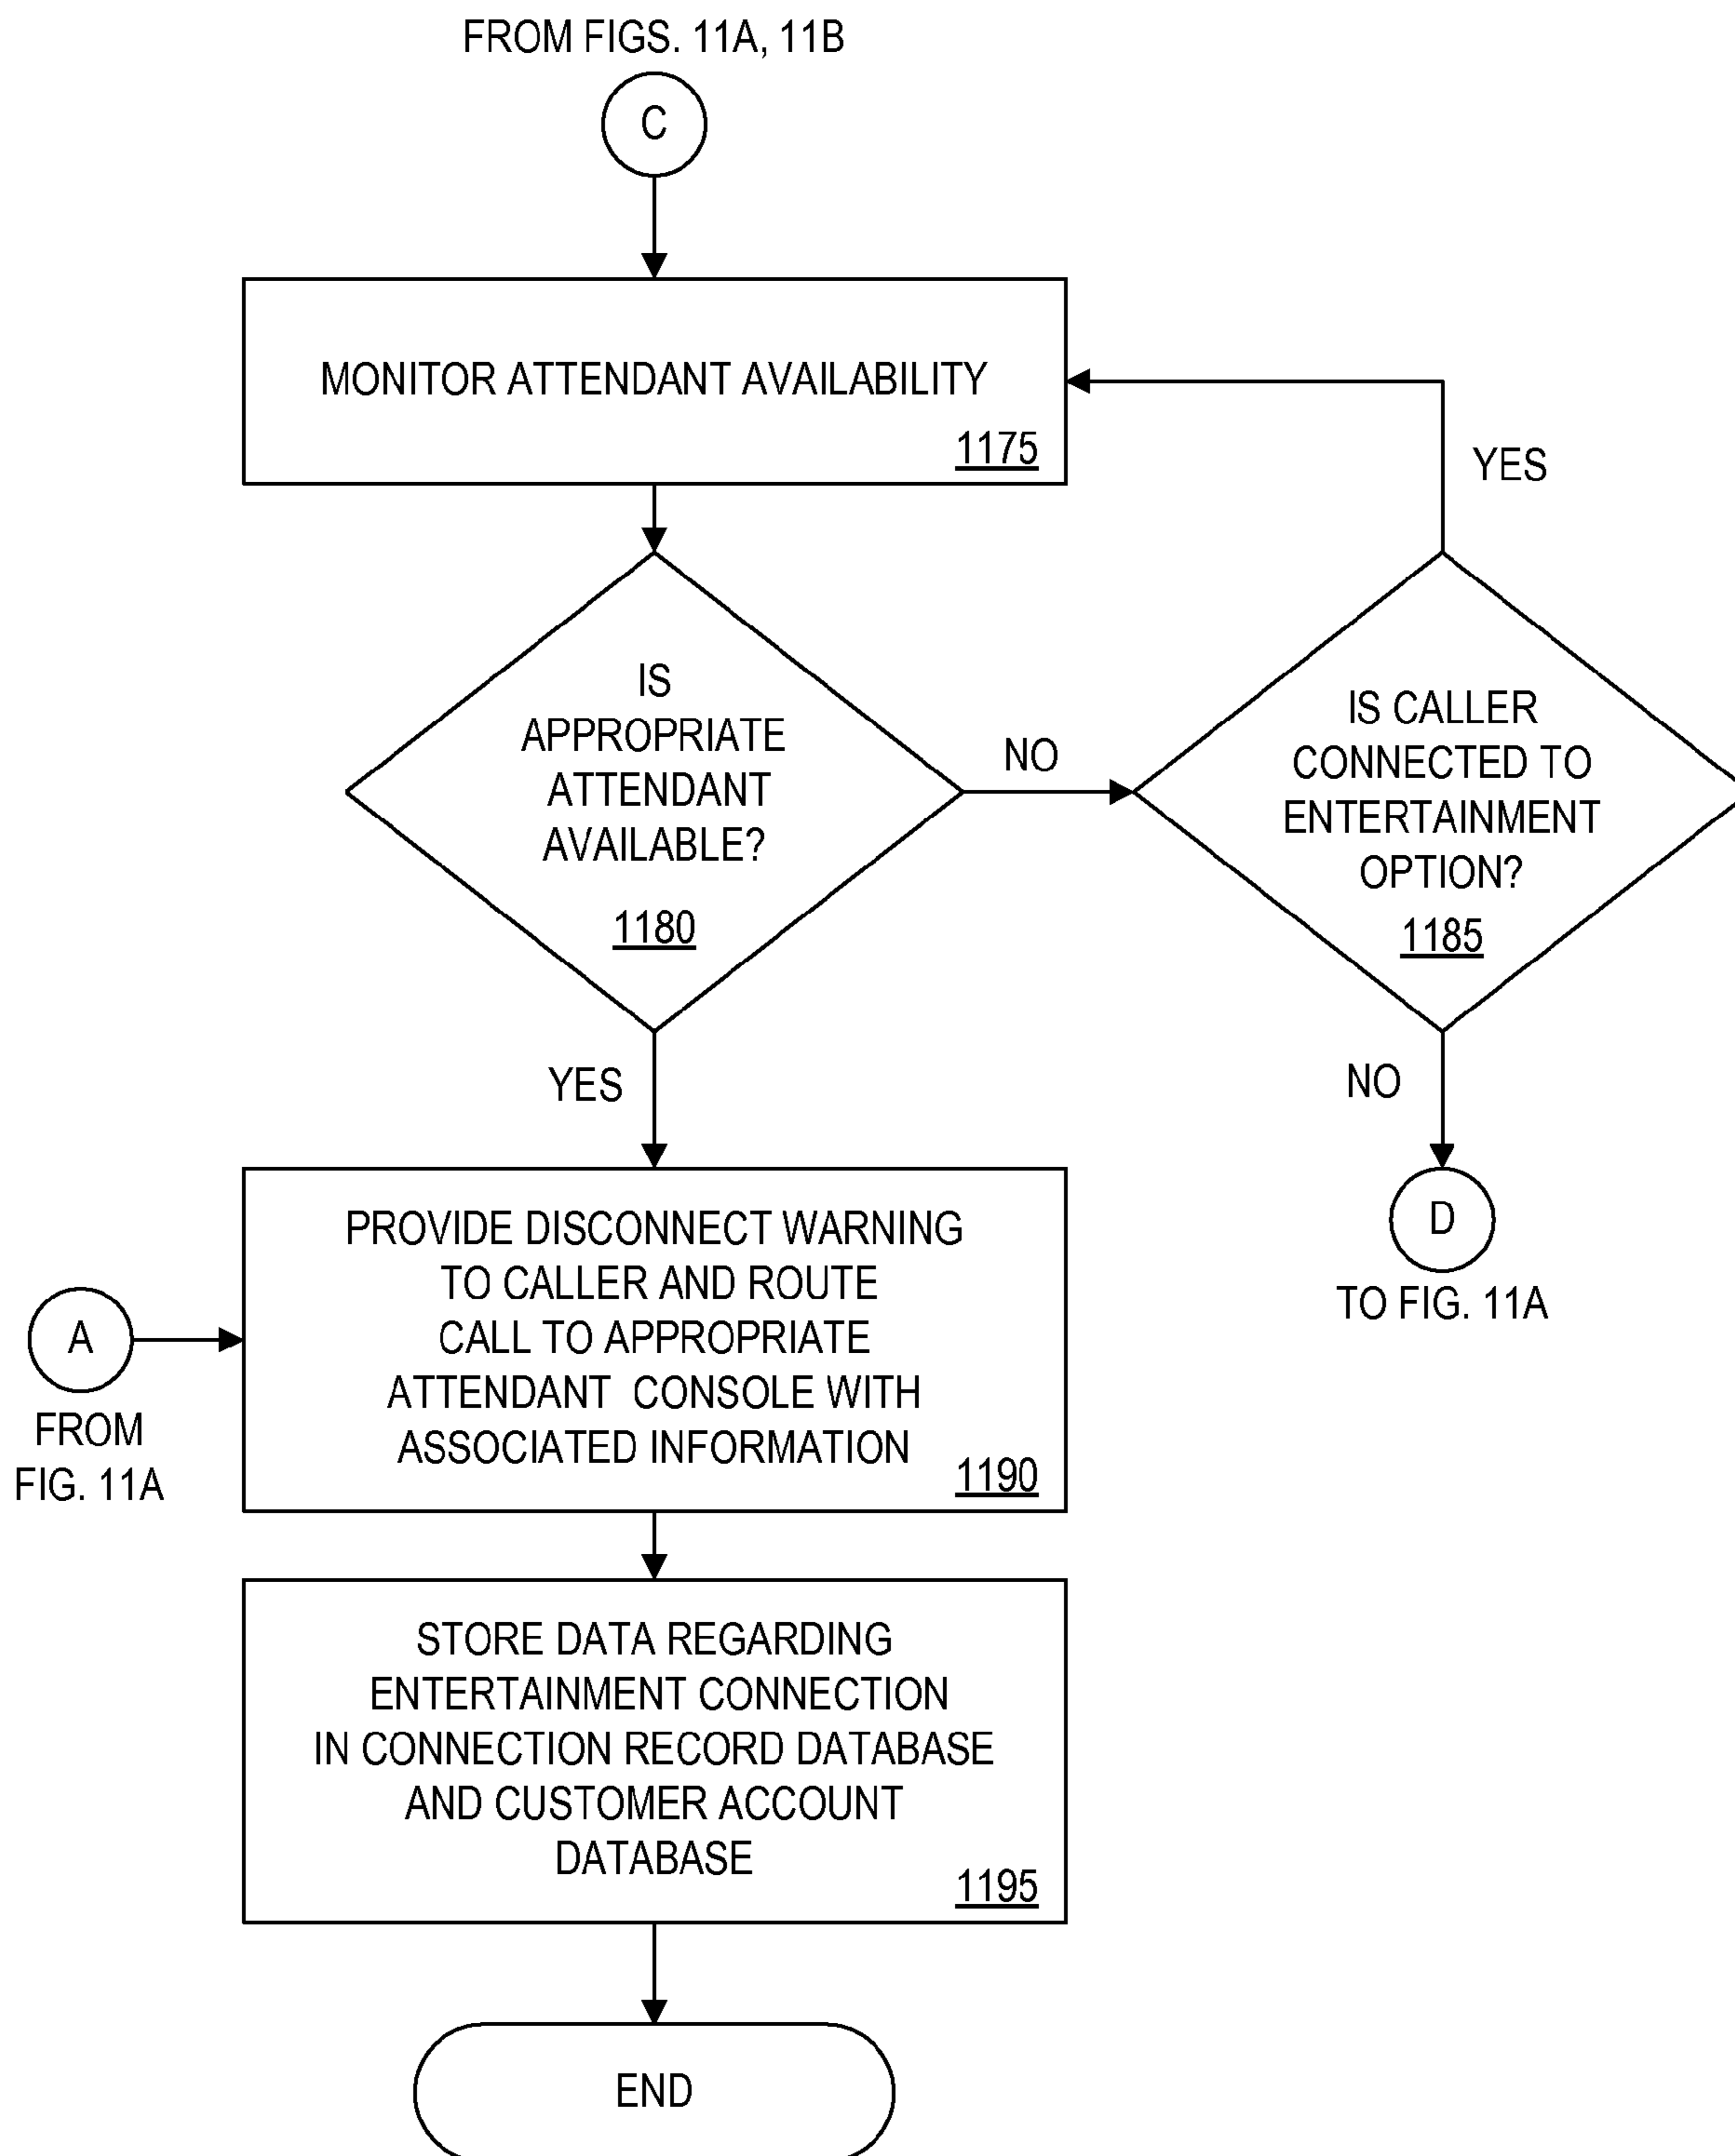 FROM FIGS. 11A, 11B
C
MONITOR ATTENDANT AVAILABILITY
1175
YES
IS
APPROPRIATE
ATTENDANT
AVAILABLE?
1180
NO
IS CALLER
CONNECTED TO
ENTERTAINMENT
OPTION?
1185
YES
NO
D
TO FIG. 11A
A
FROM
FIG. 11A
PROVIDE DISCONNECT WARNING
TO CALLER AND ROUTE
CALL TO APPROPRIATE
ATTENDANT CONSOLE WITH
ASSOCIATED INFORMATION
1190
STORE DATA REGARDING
ENTERTAINMENT CONNECTION
IN CONNECTION RECORD DATABASE
AND CUSTOMER ACCOUNT
DATABASE
1195
END